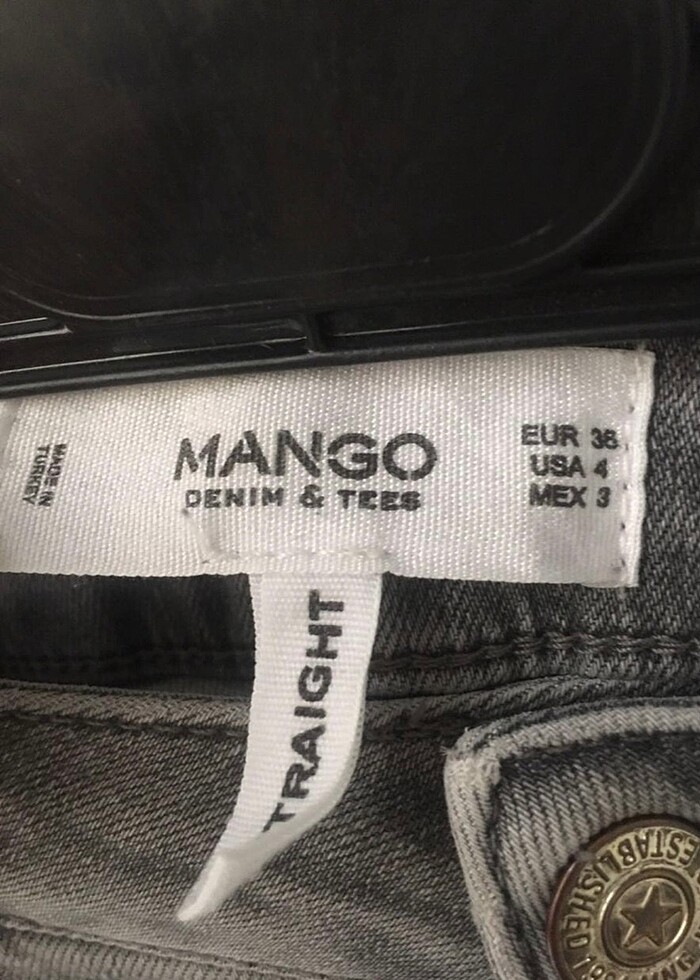 MADE IN
TURKEY
MANGO
DENIM & TEES
EUR 36
USA 4
MEX 3
TRAIGHT
ESTABLISHED